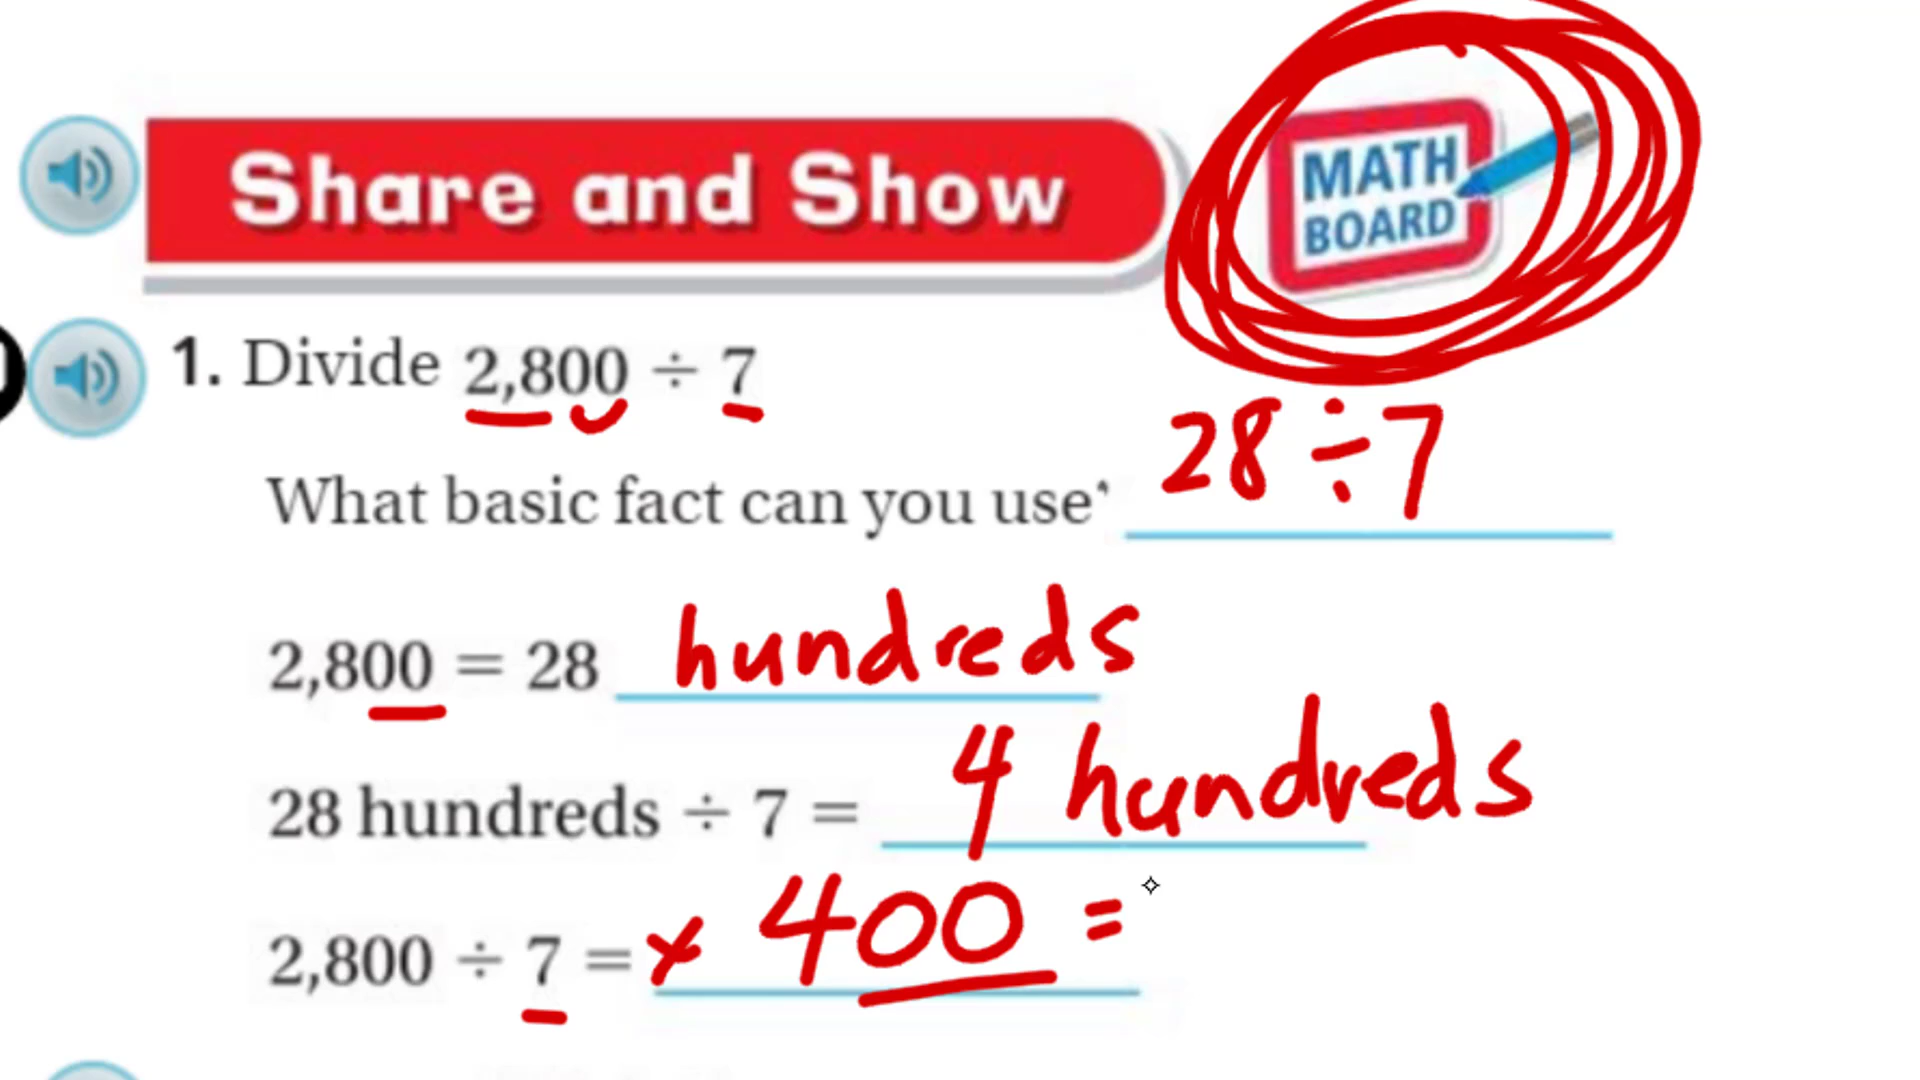 Share and Show
MATH
BOARD
1. Divide 2,800 ÷ 7
What basic fact can you use? 28 ÷ 7
2,800 = 28 hundreds
28 hundreds ÷ 7 = 4 hundreds
2,800 ÷ 7 = × 400 =